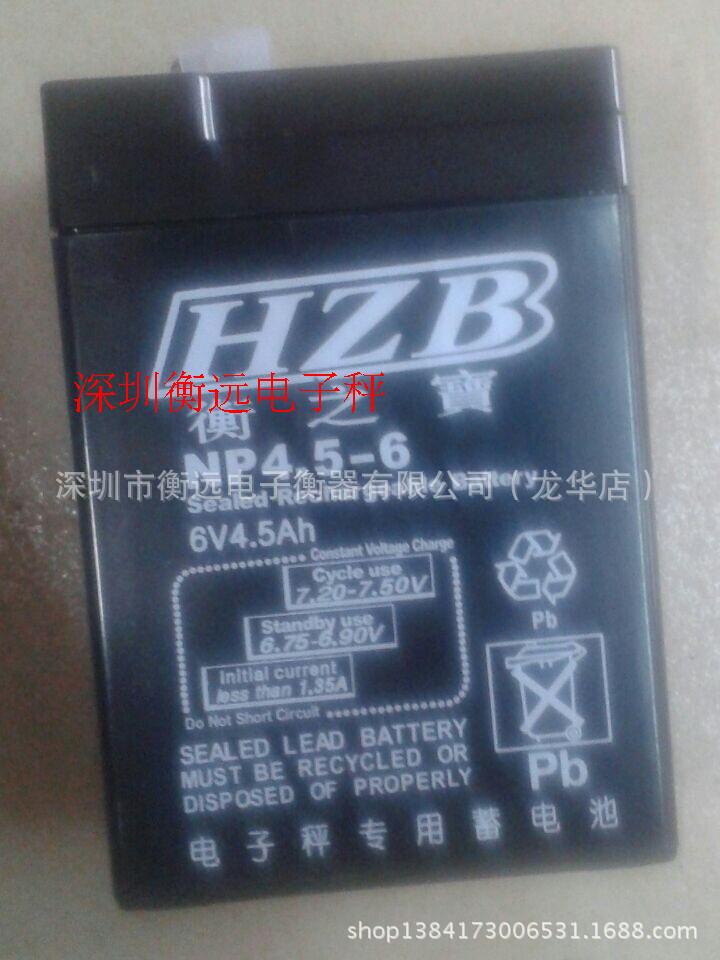 HZB
深圳衡远电子秤
衡之寶
NP4.5-6
深圳市衡远电子衡器有限公司（龙华店）
Sealed Rechargeable Battery
6V4.5Ah
Constant Voltage Charge
Cycle use
7.20-7.50V
Standby use
6.75-6.90V
Initial current
less than 1.35A
Do Not Short Circuit
Pb
Pb
SEALED LEAD BATTERY
MUST BE RECYCLED OR
DISPOSED OF PROPERLY
电子秤专用蓄电池
shop1384173006531.1688.com